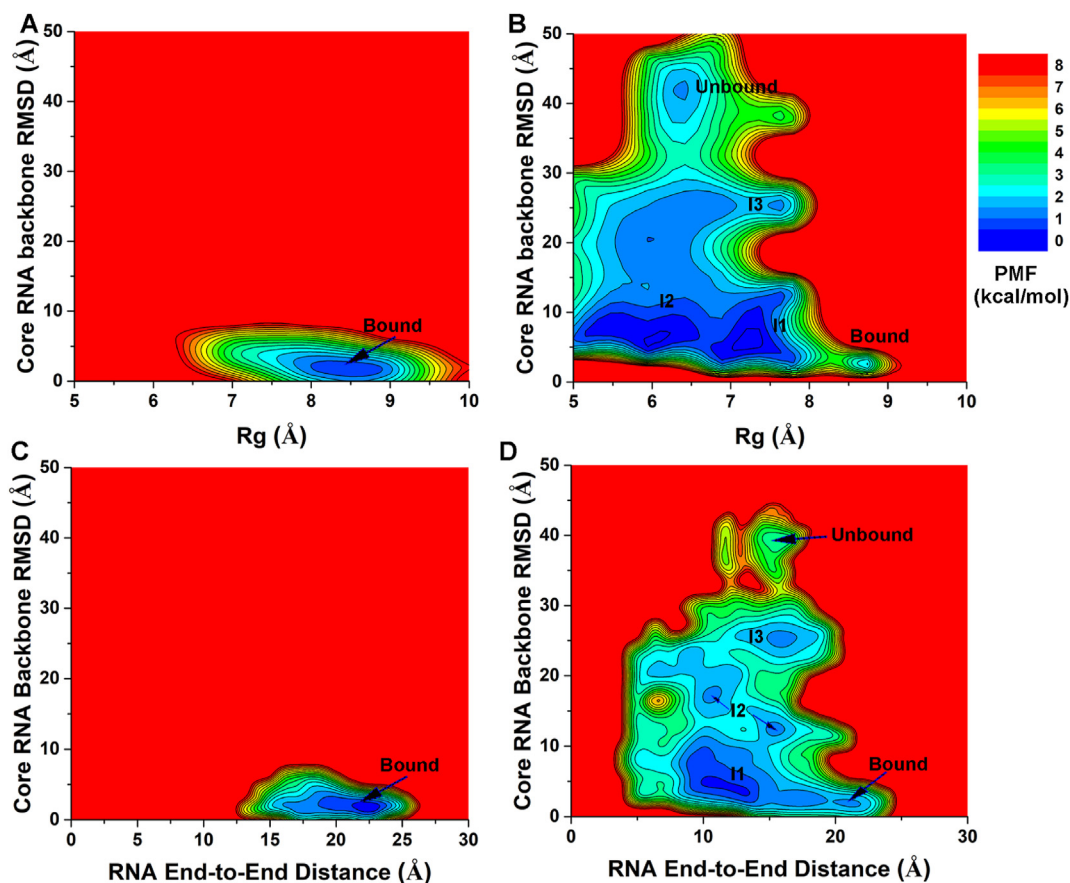 A
Core RNA backbone RMSD (Å)
50
40
30
20
10
0
Bound
5 6 7 8 9 10
Rg (Å)
B
Core RNA backbone RMSD (Å)
50
40
30
20
10
0
Unbound
I3
I2
I1
Bound
5 6 7 8 9 10
Rg (Å)
8
7
6
5
4
3
2
1
0
PMF
(kcal/mol)
C
Core RNA Backbone RMSD (Å)
50
40
30
20
10
0
Bound
0 10 15 20 25 30
RNA End-to-End Distance (Å)
D
Core RNA Backbone RMSD (Å)
50
40
30
20
10
0
Unbound
I3
I2
I1
Bound
0 10 20 30
RNA End-to-End Distance (Å)